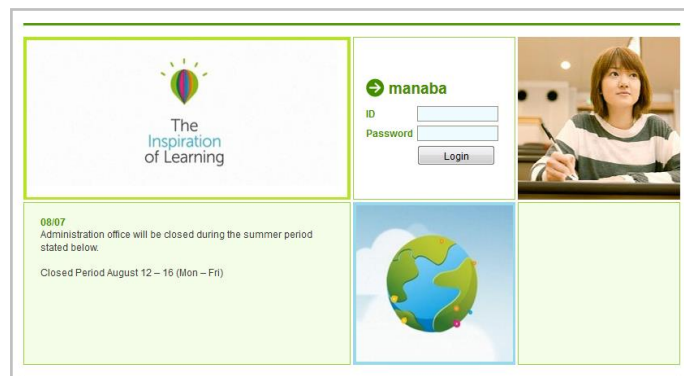 The
Inspiration
of Learning
manaba
ID
Password
Login
08/07
Administration office will be closed during the summer period
stated below.
Closed Period August 12 – 16 (Mon – Fri)